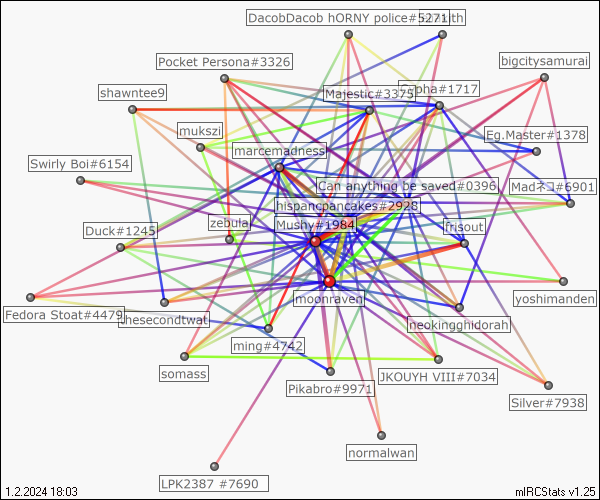 DacobDacob hORNY police#5271
Pocket Persona#3326
bigcitysamurai
shawntee9
Majestic#3375
#1717
mukszi
Eg.Master#1378
marcemadness
Swirly Boi#6154
Can anything be saved#0396
Madネコ#6901
hispancpancakes#2928
zebulai
Mushy#1984
frisout
Duck#1245
moonraven
yoshimanden
Fedora Stoat#4479
thesecondtwat
neokingghidorah
ming#4742
somass
Pikabro#9971
JKOUYH VIII#7034
Silver#7938
normalwan
LPK2387 #7690
1.2.2024 18:03
mIRCStats v1.25